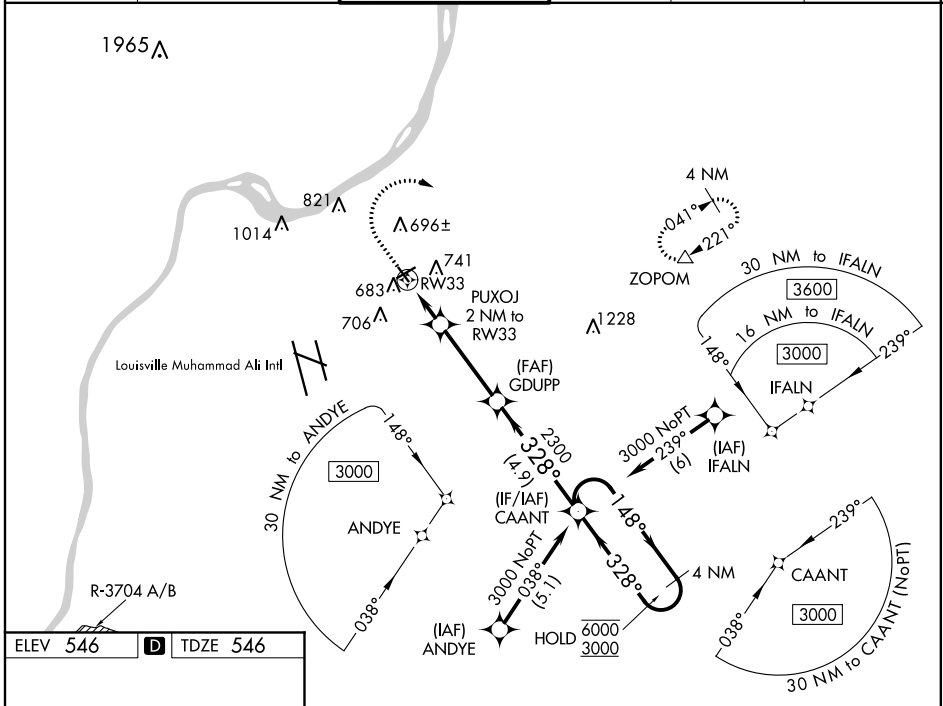 1965
4 NM
041°
221°
ZOPOM
821
1014
696±
741
683
RW33
706
PUXOJ
2 NM to
RW33
1228
30 NM to IFALN
3600
16 NM to IFALN
3000
148°
239°
IFALN
Louisville Muhammad Ali Intl
(FAF)
GDUPP
2300
328°
(4.9)
3000 NoPT
239°
(6)
(IAF)
IFALN
30 NM to ANDYE
148°
3000
ANDYE
038°
(IF/IAF)
CAANT
148°
328°
4 NM
3000 NoPT
038°
(5.1)
(IAF)
ANDYE
HOLD
6000
3000
239°
CAANT
038°
3000
30 NM to CAANT (NoPT)
R-3704 A/B
ELEV 546 D TDZE 546